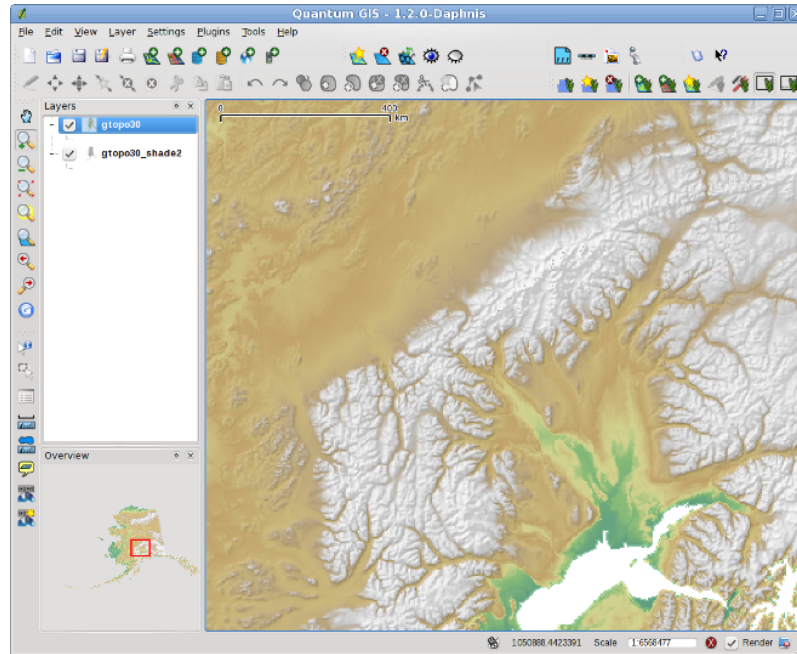 Quantum GIS - 1.2.0-Daphnis
File Edit View Layer Settings Plugins Tools Help
Layers
gtopo30
gtopo30_shade2
0 400
km
Overview
1050888,4423391 Scale 1:6568477 Render